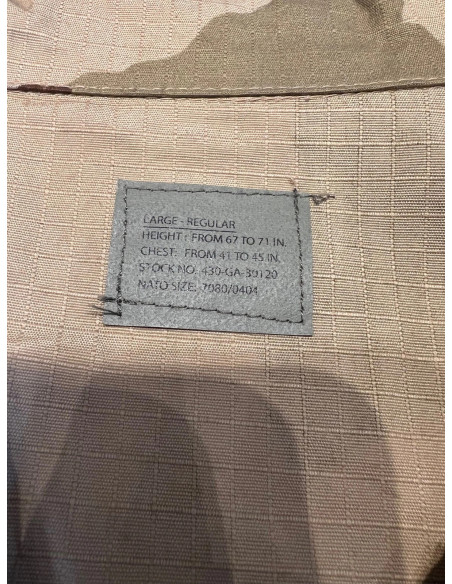 LARGE - REGULAR
HEIGHT : FROM 67 TO 71 IN.
CHEST: FROM 41 TO 45 IN.
STOCK NO. 430-GA-30120
NATO SIZE: 7080/0404